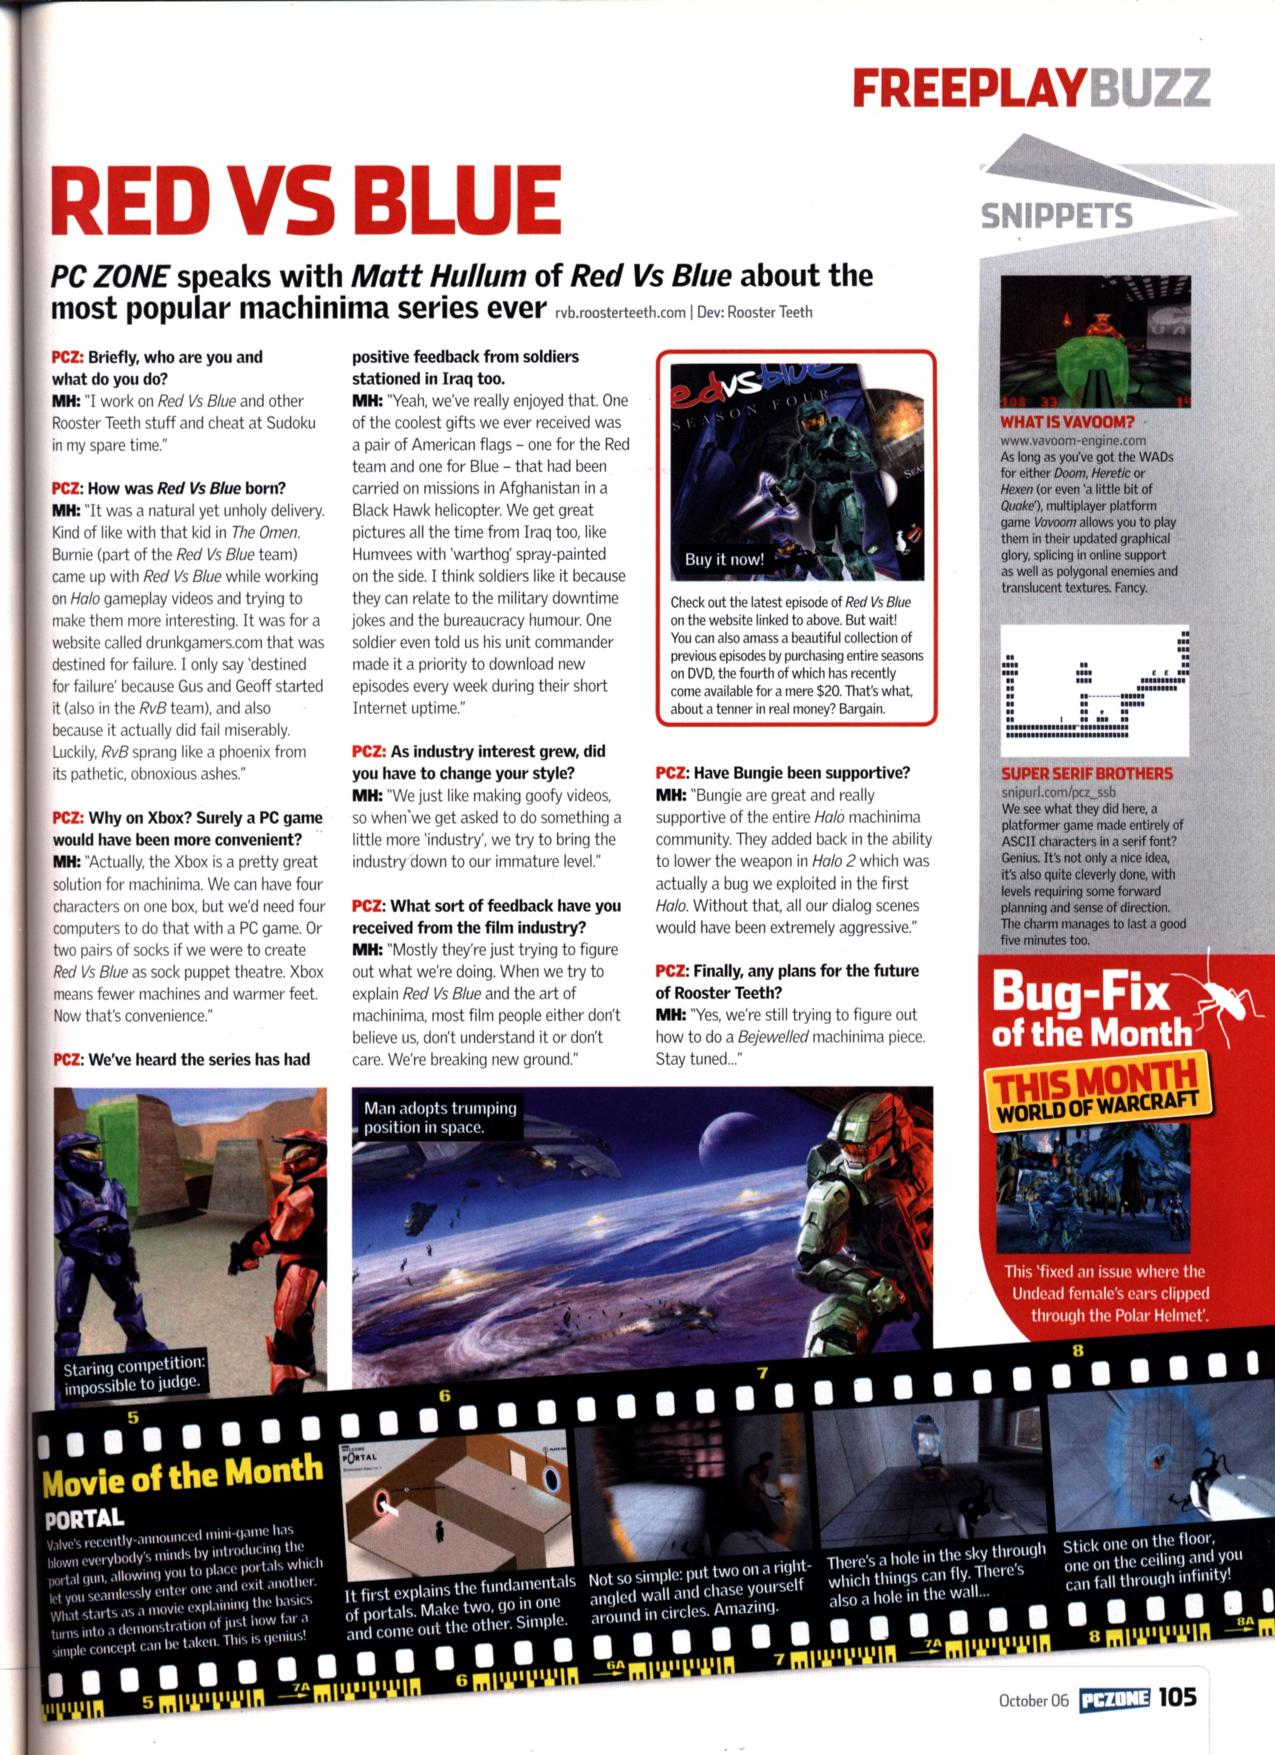 FREEPLAYBUZZ
RED VS BLUE
PC ZONE speaks with Matt Hullum of Red Vs Blue about the
most popular machinima series ever rvb.roosterteeth.com | Dev: Rooster Teeth
PCZ: Briefly, who are you and
what do you do?
MH: "I work on Red Vs Blue and other
Rooster Teeth stuff and cheat at Sudoku
in my spare time."
PCZ: How was Red Vs Blue born?
MH: "It was a natural yet unholy delivery.
Kind of like with that kid in The Omen.
Burnie (part of the Red Vs Blue team)
came up with Red Vs Blue while working
on Halo gameplay videos and trying to
make them more interesting. It was for a
website called drunkgamers.com that was
destined for failure. I only say 'destined
for failure' because Gus and Geoff started
it (also in the RvB team), and also
because it actually did fail miserably.
Luckily, RvB sprang like a phoenix from
its pathetic, obnoxious ashes."
PCZ: Why on Xbox? Surely a PC game
would have been more convenient?
MH: "Actually, the Xbox is a pretty great
solution for machinima. We can have four
characters on one box, but we'd need four
computers to do that with a PC game. Or
two pairs of socks if we were to create
Red Vs Blue as sock puppet theatre. Xbox
means fewer machines and warmer feet.
Now that's convenience."
PCZ: We've heard the series has had
positive feedback from soldiers
stationed in Iraq too.
MH: "Yeah, we've really enjoyed that. One
of the coolest gifts we ever received was
a pair of American flags – one for the Red
team and one for Blue – that had been
carried on missions in Afghanistan in a
Black Hawk helicopter. We get great
pictures all the time from Iraq too, like
Humvees with 'warthog' spray-painted
on the side. I think soldiers like it because
they can relate to the military downtime
jokes and the bureaucracy humour. One
soldier even told us his unit commander
made it a priority to download new
episodes every week during their short
Internet uptime."
PCZ: As industry interest grew, did
you have to change your style?
MH: "We just like making goofy videos,
so when we get asked to do something a
little more 'industry', we try to bring the
industry down to our immature level."
PCZ: What sort of feedback have you
received from the film industry?
MH: "Mostly they're just trying to figure
out what we're doing. When we try to
explain Red Vs Blue and the art of
machinima, most film people either don't
believe us, don't understand it or don't
care. We're breaking new ground."
red vs blue
SEASON FOUR
Buy it now!
Check out the latest episode of Red Vs Blue
on the website linked to above. But wait!
You can also amass a beautiful collection of
previous episodes by purchasing entire seasons
on DVD, the fourth of which has recently
come available for a mere $20. That's what,
about a tenner in real money? Bargain.
PCZ: Have Bungie been supportive?
MH: "Bungie are great and really
supportive of the entire Halo machinima
community. They added back in the ability
to lower the weapon in Halo 2 which was
actually a bug we exploited in the first
Halo. Without that, all our dialog scenes
would have been extremely aggressive."
PCZ: Finally, any plans for the future
of Rooster Teeth?
MH: "Yes, we're still trying to figure out
how to do a Bejewelled machinima piece.
Stay tuned..."
Staring competition:
impossible to judge.
Man adopts trumping
position in space.
SNIPPETS
WHAT IS VAVOOM?
www.vavoom-engine.com
As long as you've got the WADs
for either Doom, Heretic or
Hexen (or even 'a little bit of
Quake'), multiplayer platform
game Vavoom allows you to play
them in their updated graphical
glory, splicing in online support
as well as polygonal enemies and
translucent textures. Fancy.
SUPER SERIF BROTHERS
snipurl.com/pcz_ssb
We see what they did here, a
platformer game made entirely of
ASCII characters in a serif font?
Genius. It's not only a nice idea,
it's also quite cleverly done, with
levels requiring some forward
planning and sense of direction.
The charm manages to last a good
five minutes too.
Bug-Fix
of the Month
THIS MONTH
WORLD OF WARCRAFT
This 'fixed an issue where the
Undead female's ears clipped
through the Polar Helmet'.
5
6
7
8
Movie of the Month
PORTAL
Valve's recently-announced mini-game has
blown everybody's minds by introducing the
portal gun, allowing you to place portals which
let you seamlessly enter one and exit another.
What starts as a movie explaining the basics
turns into a demonstration of just how far a
simple concept can be taken. This is genius!
PORTAL
It first explains the fundamentals
of portals. Make two, go in one
and come out the other. Simple.
Not so simple: put two on a right-
angled wall and chase yourself
around in circles. Amazing.
There's a hole in the sky through
which things can fly. There's
also a hole in the wall...
Stick one on the floor,
one on the ceiling and you
can fall through infinity!
5
7A
6
6A
7
7A
8
8A
October 06 PCZONE 105